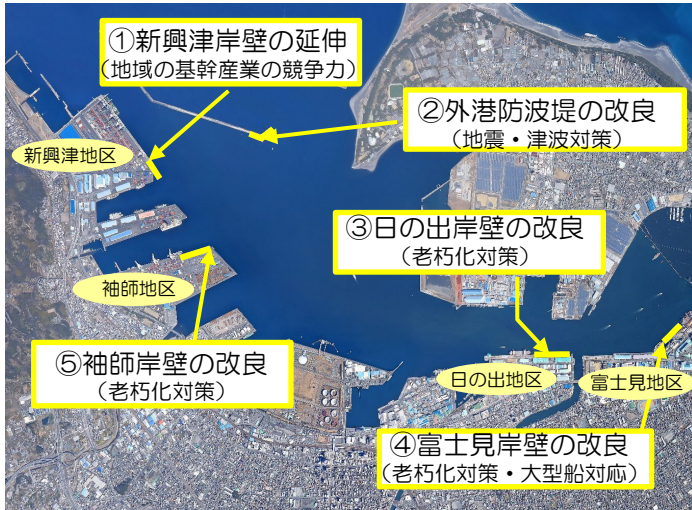 ①新興津岸壁の延伸
(地域の基幹産業の競争力)
②外港防波堤の改良
(地震・津波対策)
新興津地区
③日の出岸壁の改良
(老朽化対策)
袖師地区
⑤袖師岸壁の改良
(老朽化対策)
日の出地区
富士見地区
④富士見岸壁の改良
(老朽化対策・大型船対応)